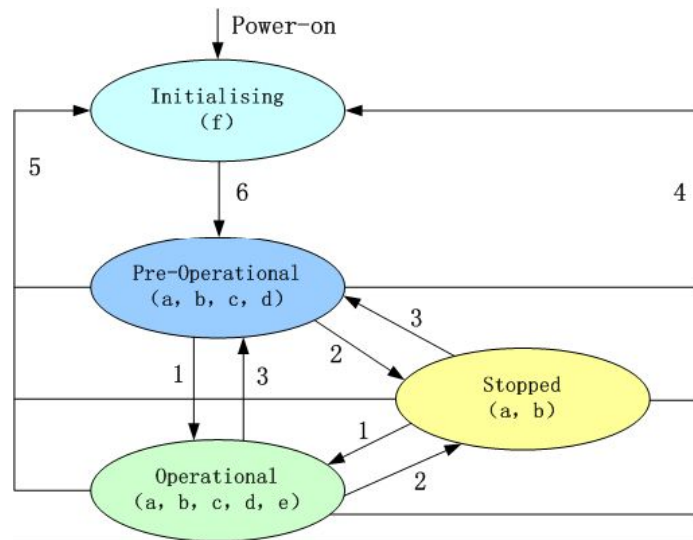 Power-on
Initialising
(f)
5
6
4
Pre-Operational
(a, b, c, d)
3
2
1
3
Stopped
(a, b)
1
Operational
(a, b, c, d, e)
2